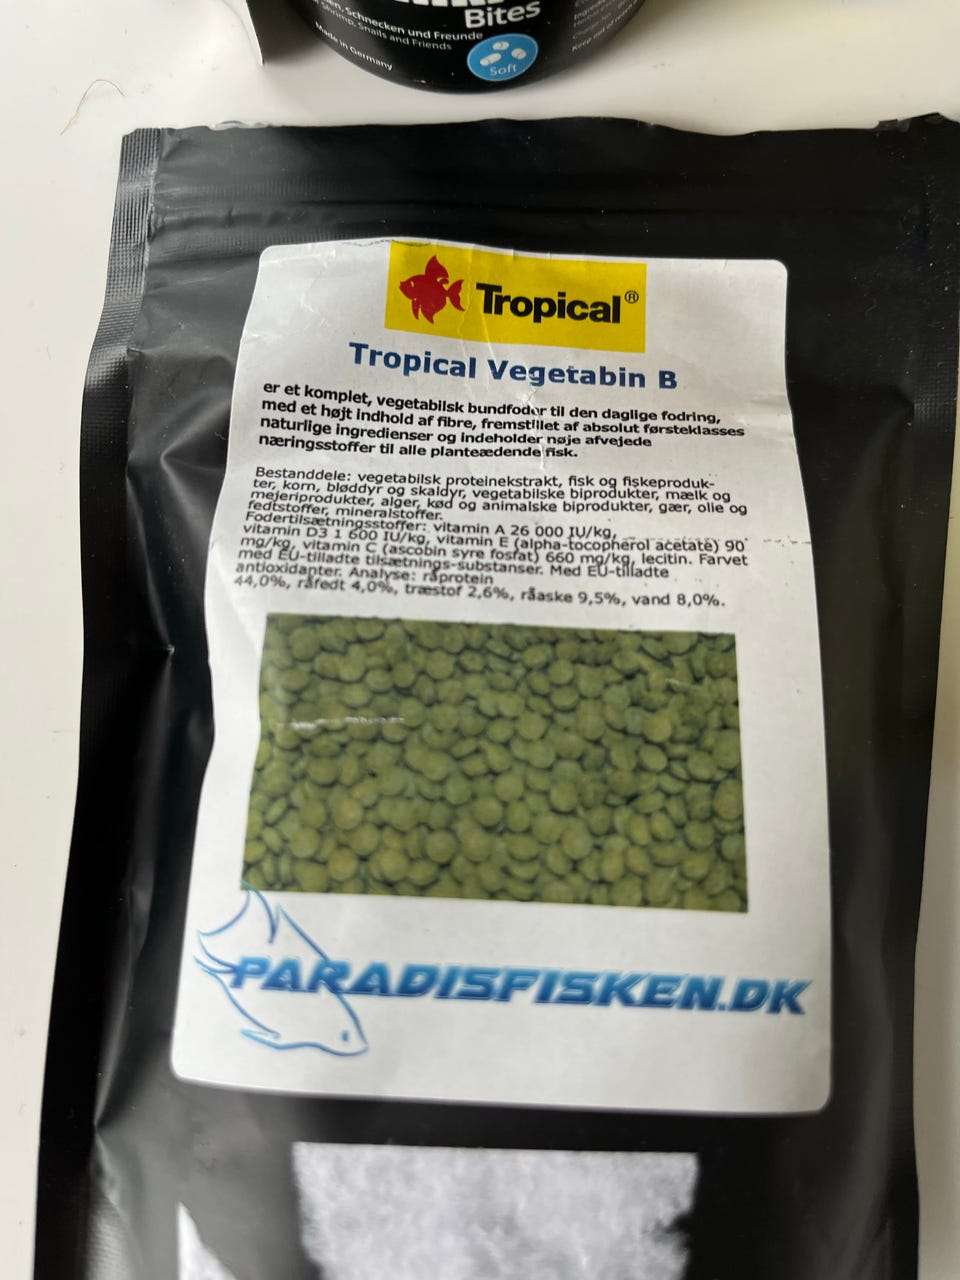 Bites
en, Schnecken und Freunde
Shrimp, Snails and Friends
Made in Germany
Soft
Tropical®
Tropical Vegetabin B
er et komplet, vegetabilsk bundfoder til den daglige fodring,
med et højt indhold af fibre, fremstillet af absolut førsteklasses
naturlige ingredienser og indeholder nøje afvejede
næringsstoffer til alle planteædende fisk.
Bestanddele: vegetabilsk proteinekstrakt, fisk og fiskeproduk-
ter, korn, bløddyr og skaldyr, vegetabilske biprodukter, mælk og
mejeriprodukter, alger, kød og animalske biprodukter, gær, olie og
fedtstoffer, mineralstoffer.
Fodertilsætningsstoffer: vitamin A 26 000 IU/kg,
vitamin D3 1 600 IU/kg, vitamin E (alpha-tocopherol acetate) 90
mg/kg, vitamin C (ascobin syre fosfat) 660 mg/kg, lecitin. Farvet
med EU-tilladte tilsætnings-substanser. Med EU-tilladte
antioxidanter. Analyse: råprotein
44,0%, råfedt 4,0%, træstof 2,6%, råaske 9,5%, vand 8,0%.
PARADISFISKEN.DK